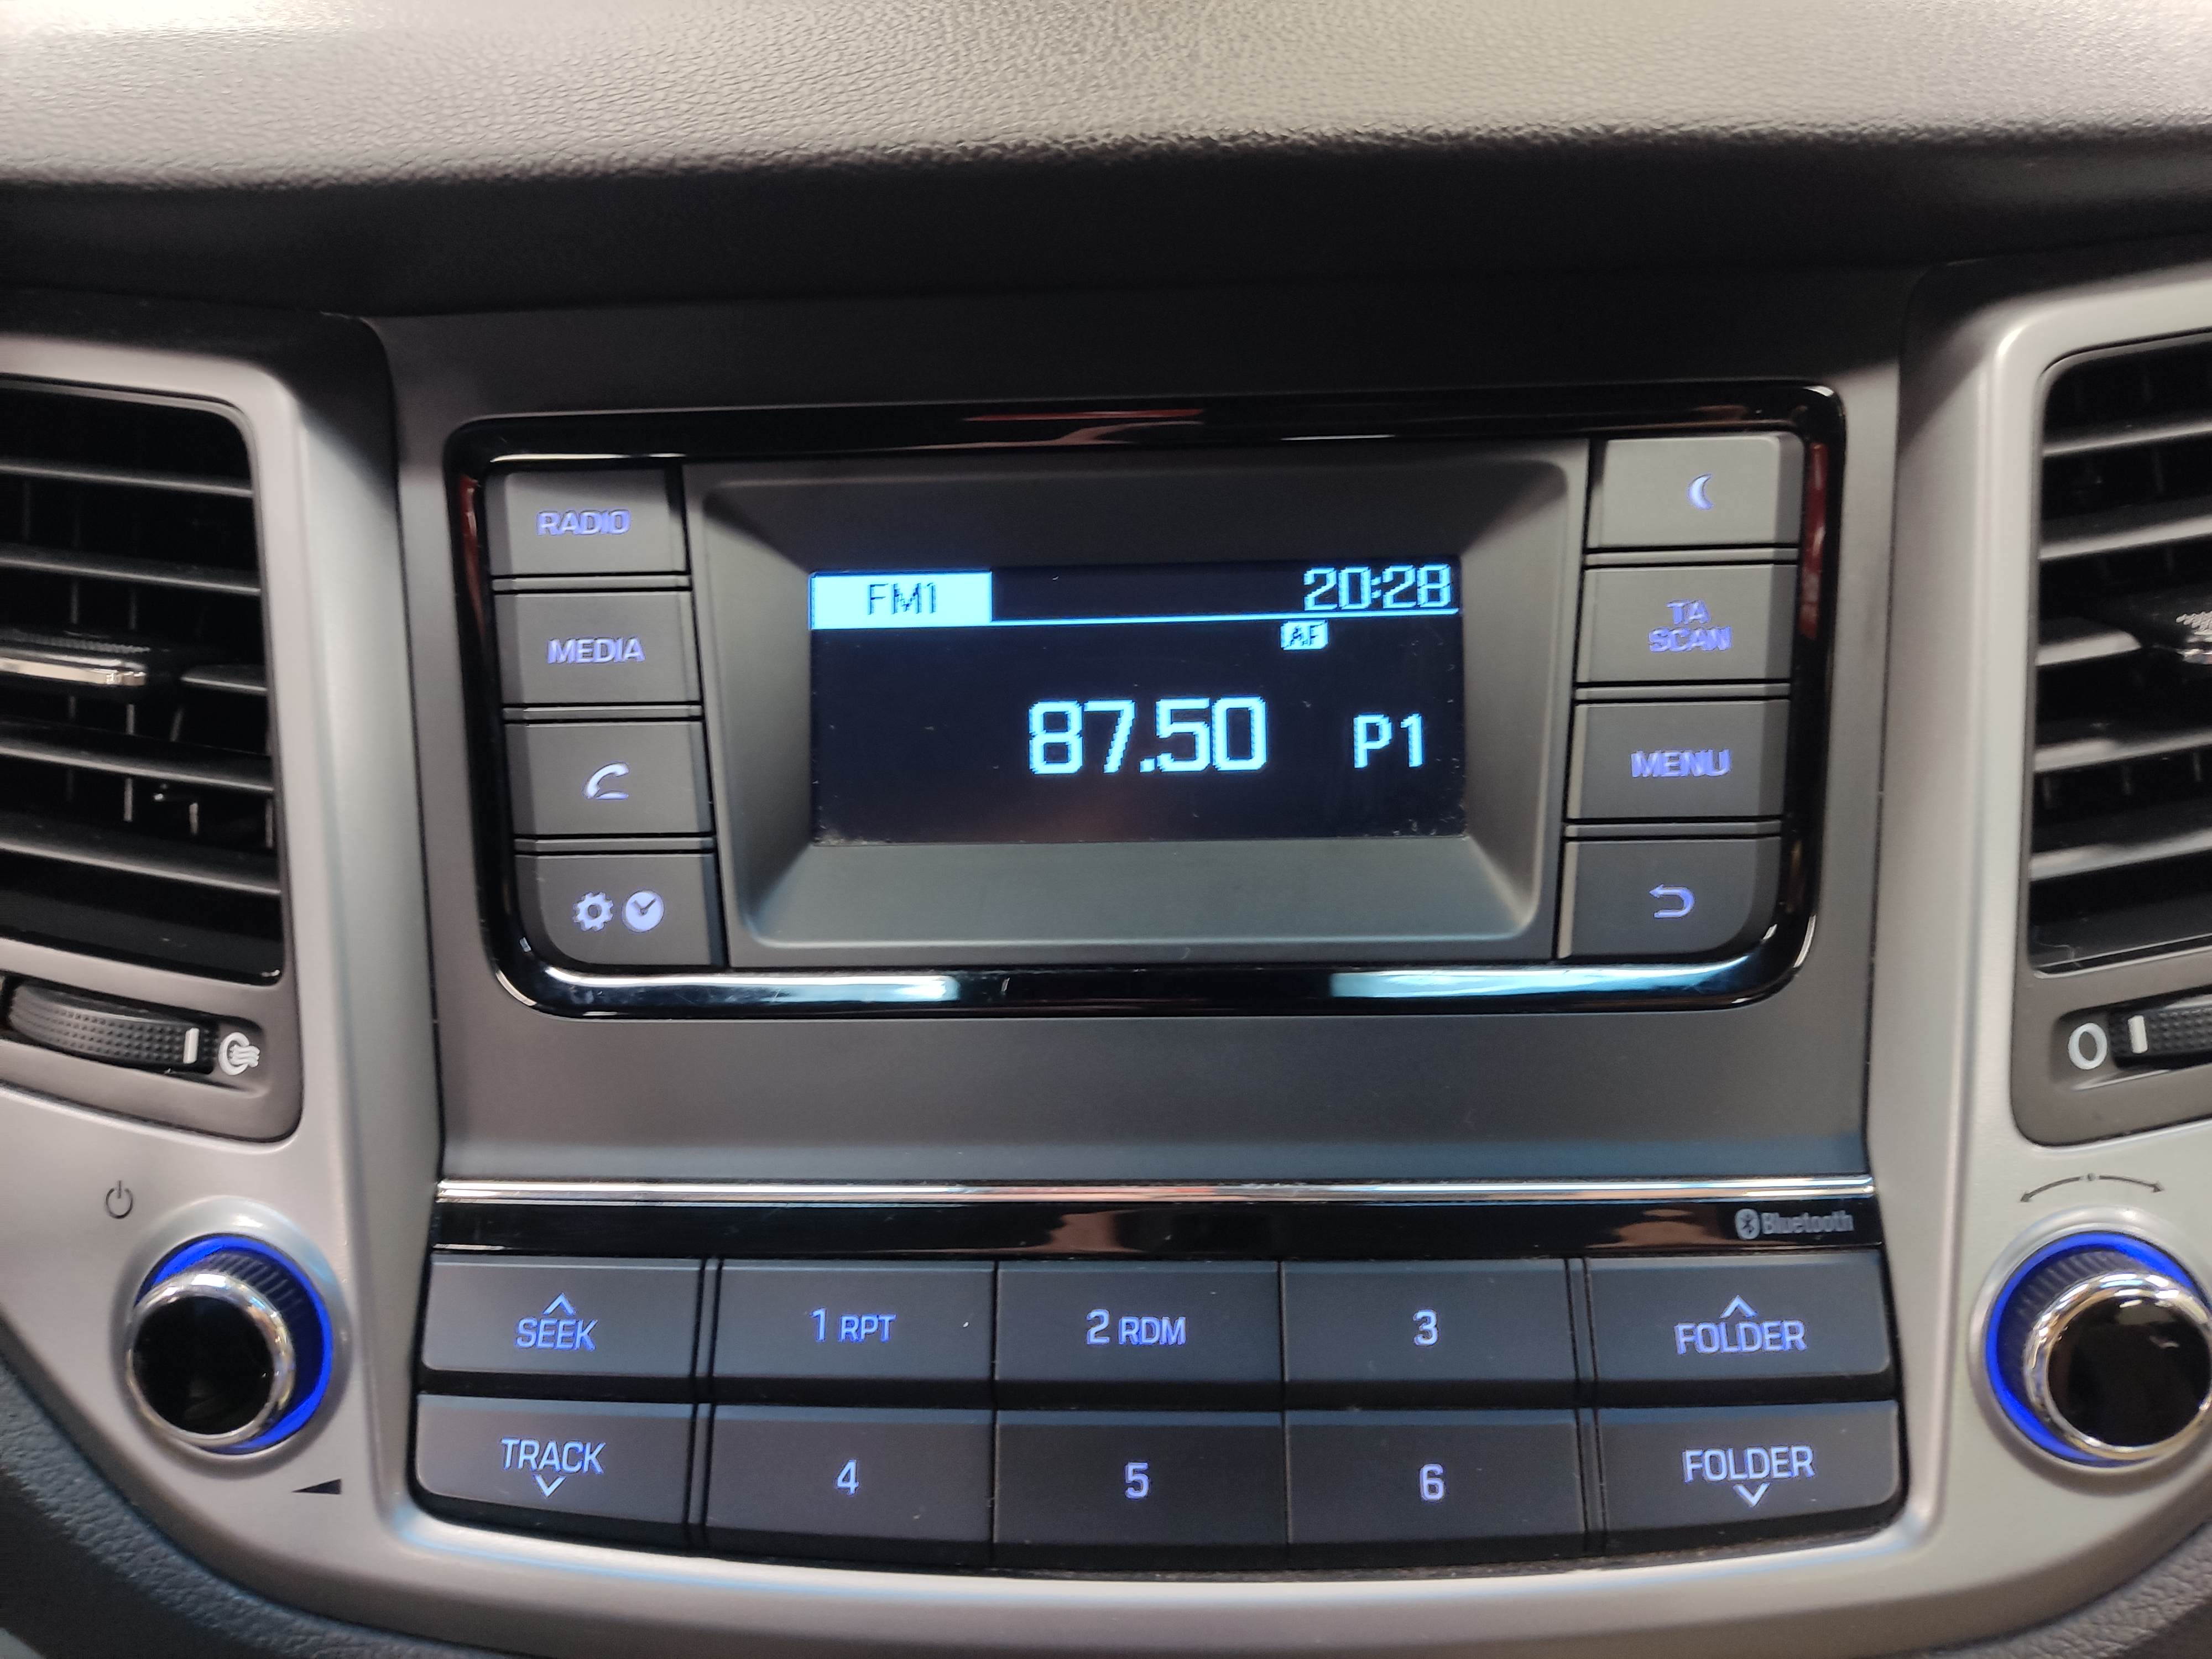 RADIO
MEDIA
FM1 20:28
AF
87.50 P1
TA
SCAN
MENU
Bluetooth
SEEK
1 RPT
2 RDM
3
FOLDER
TRACK
4
5
6
FOLDER